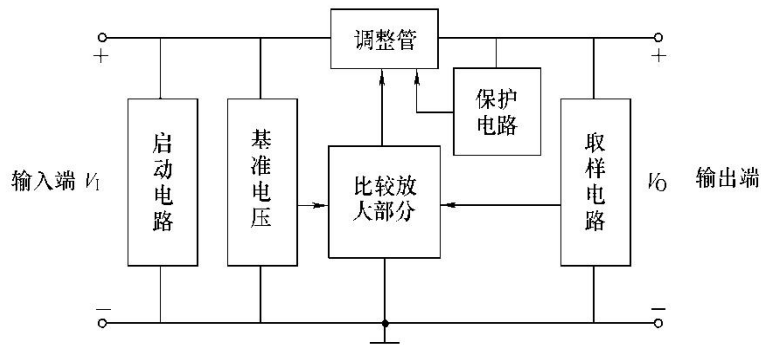 调整管
+
+
保护
电路
启动电路
基准电压
比较放
大部分
取样电路
输入端 V_I
V_O 输出端
−
−